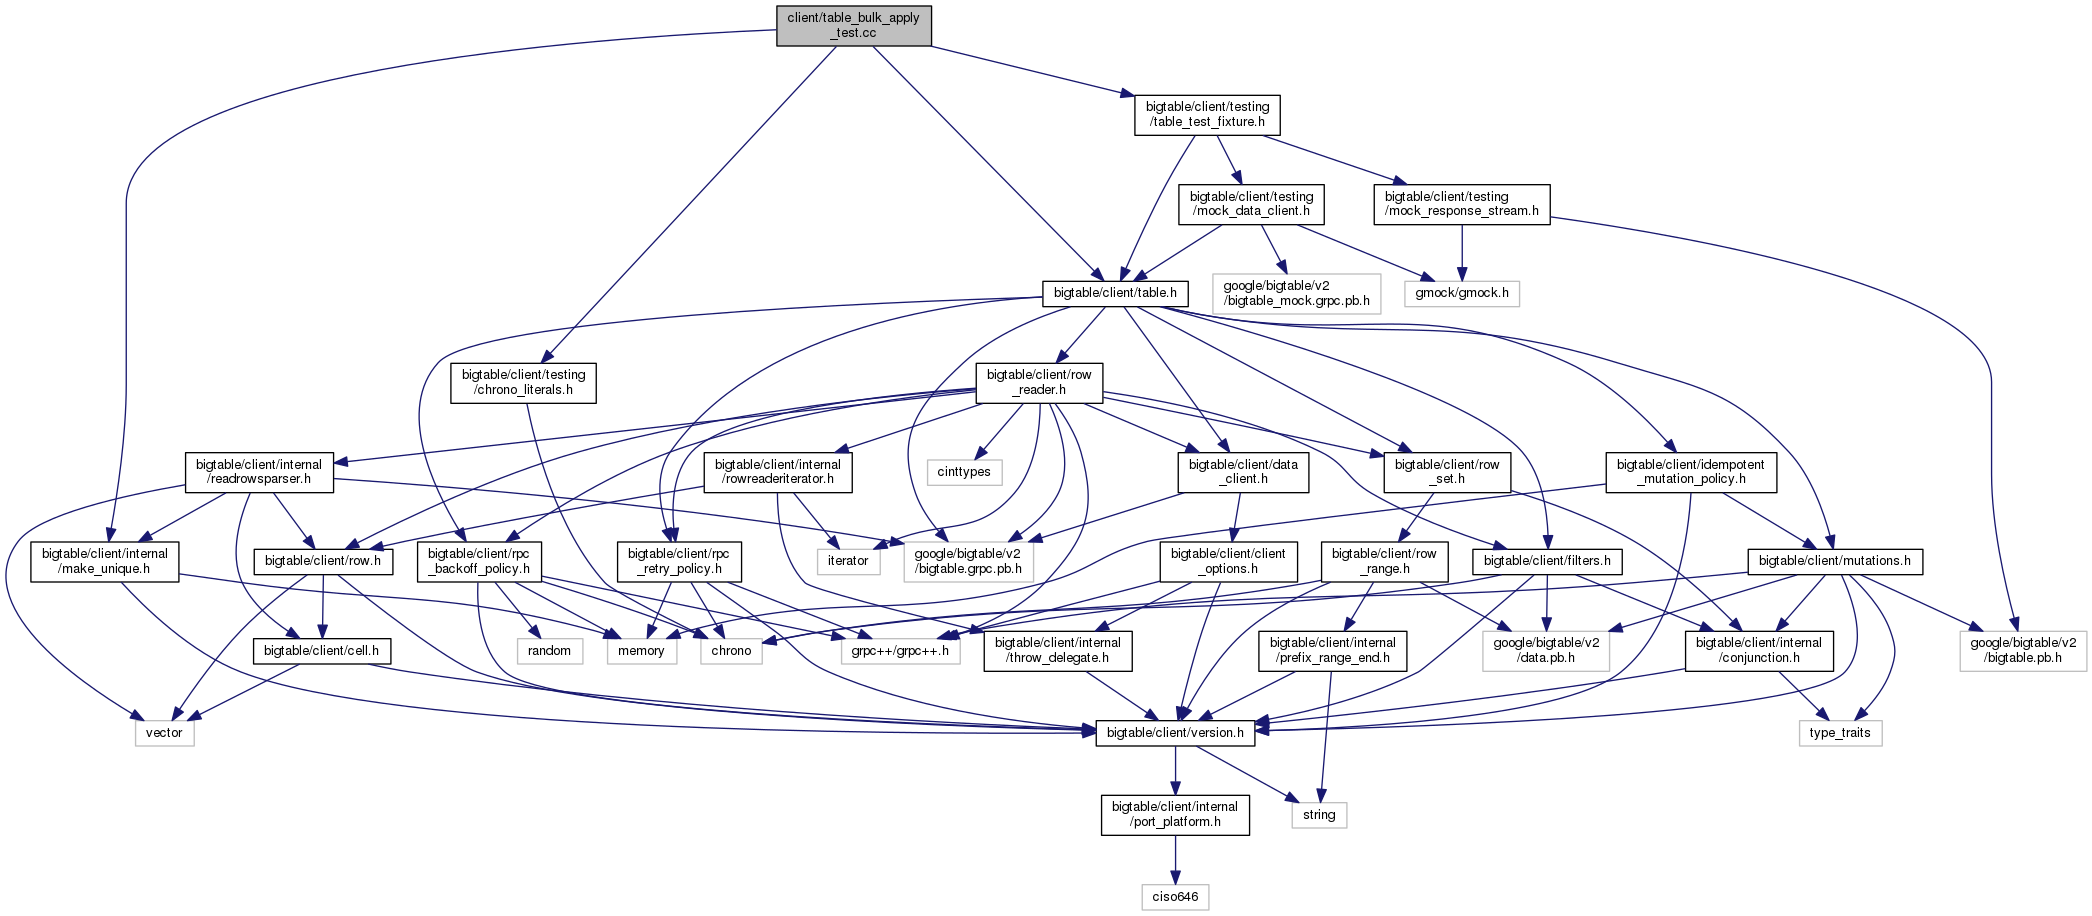 client/table_bulk_apply
_test.cc
bigtable/client/testing
/table_test_fixture.h
bigtable/client/testing
/mock_data_client.h
bigtable/client/testing
/mock_response_stream.h
bigtable/client/table.h
google/bigtable/v2
/bigtable_mock.grpc.pb.h
gmock/gmock.h
bigtable/client/testing
/chrono_literals.h
bigtable/client/row
_reader.h
bigtable/client/internal
/readrowsparser.h
bigtable/client/internal
/rowreaderiterator.h
cinttypes
bigtable/client/data
_client.h
bigtable/client/row
_set.h
bigtable/client/idempotent
_mutation_policy.h
bigtable/client/internal
/make_unique.h
bigtable/client/row.h
bigtable/client/rpc
_backoff_policy.h
bigtable/client/rpc
_retry_policy.h
iterator
google/bigtable/v2
/bigtable.grpc.pb.h
bigtable/client/client
_options.h
bigtable/client/row
_range.h
bigtable/client/filters.h
bigtable/client/mutations.h
bigtable/client/cell.h
random
memory
chrono
grpc++/grpc++.h
bigtable/client/internal
/throw_delegate.h
bigtable/client/internal
/prefix_range_end.h
google/bigtable/v2
/data.pb.h
bigtable/client/internal
/conjunction.h
google/bigtable/v2
/bigtable.pb.h
vector
bigtable/client/version.h
type_traits
bigtable/client/internal
/port_platform.h
string
ciso646